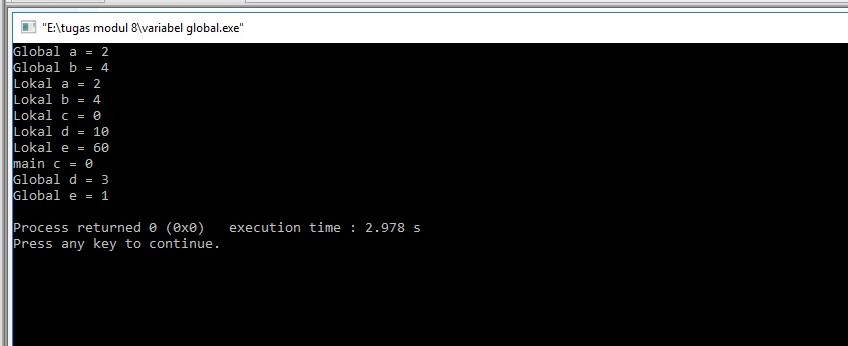 "E:\tugas modul 8\variabel global.exe"
Global a = 2
Global b = 4
Lokal a = 2
Lokal b = 4
Lokal c = 0
Lokal d = 10
Lokal e = 60
main c = 0
Global d = 3
Global e = 1
Process returned 0 (0x0)   execution time : 2.978 s
Press any key to continue.